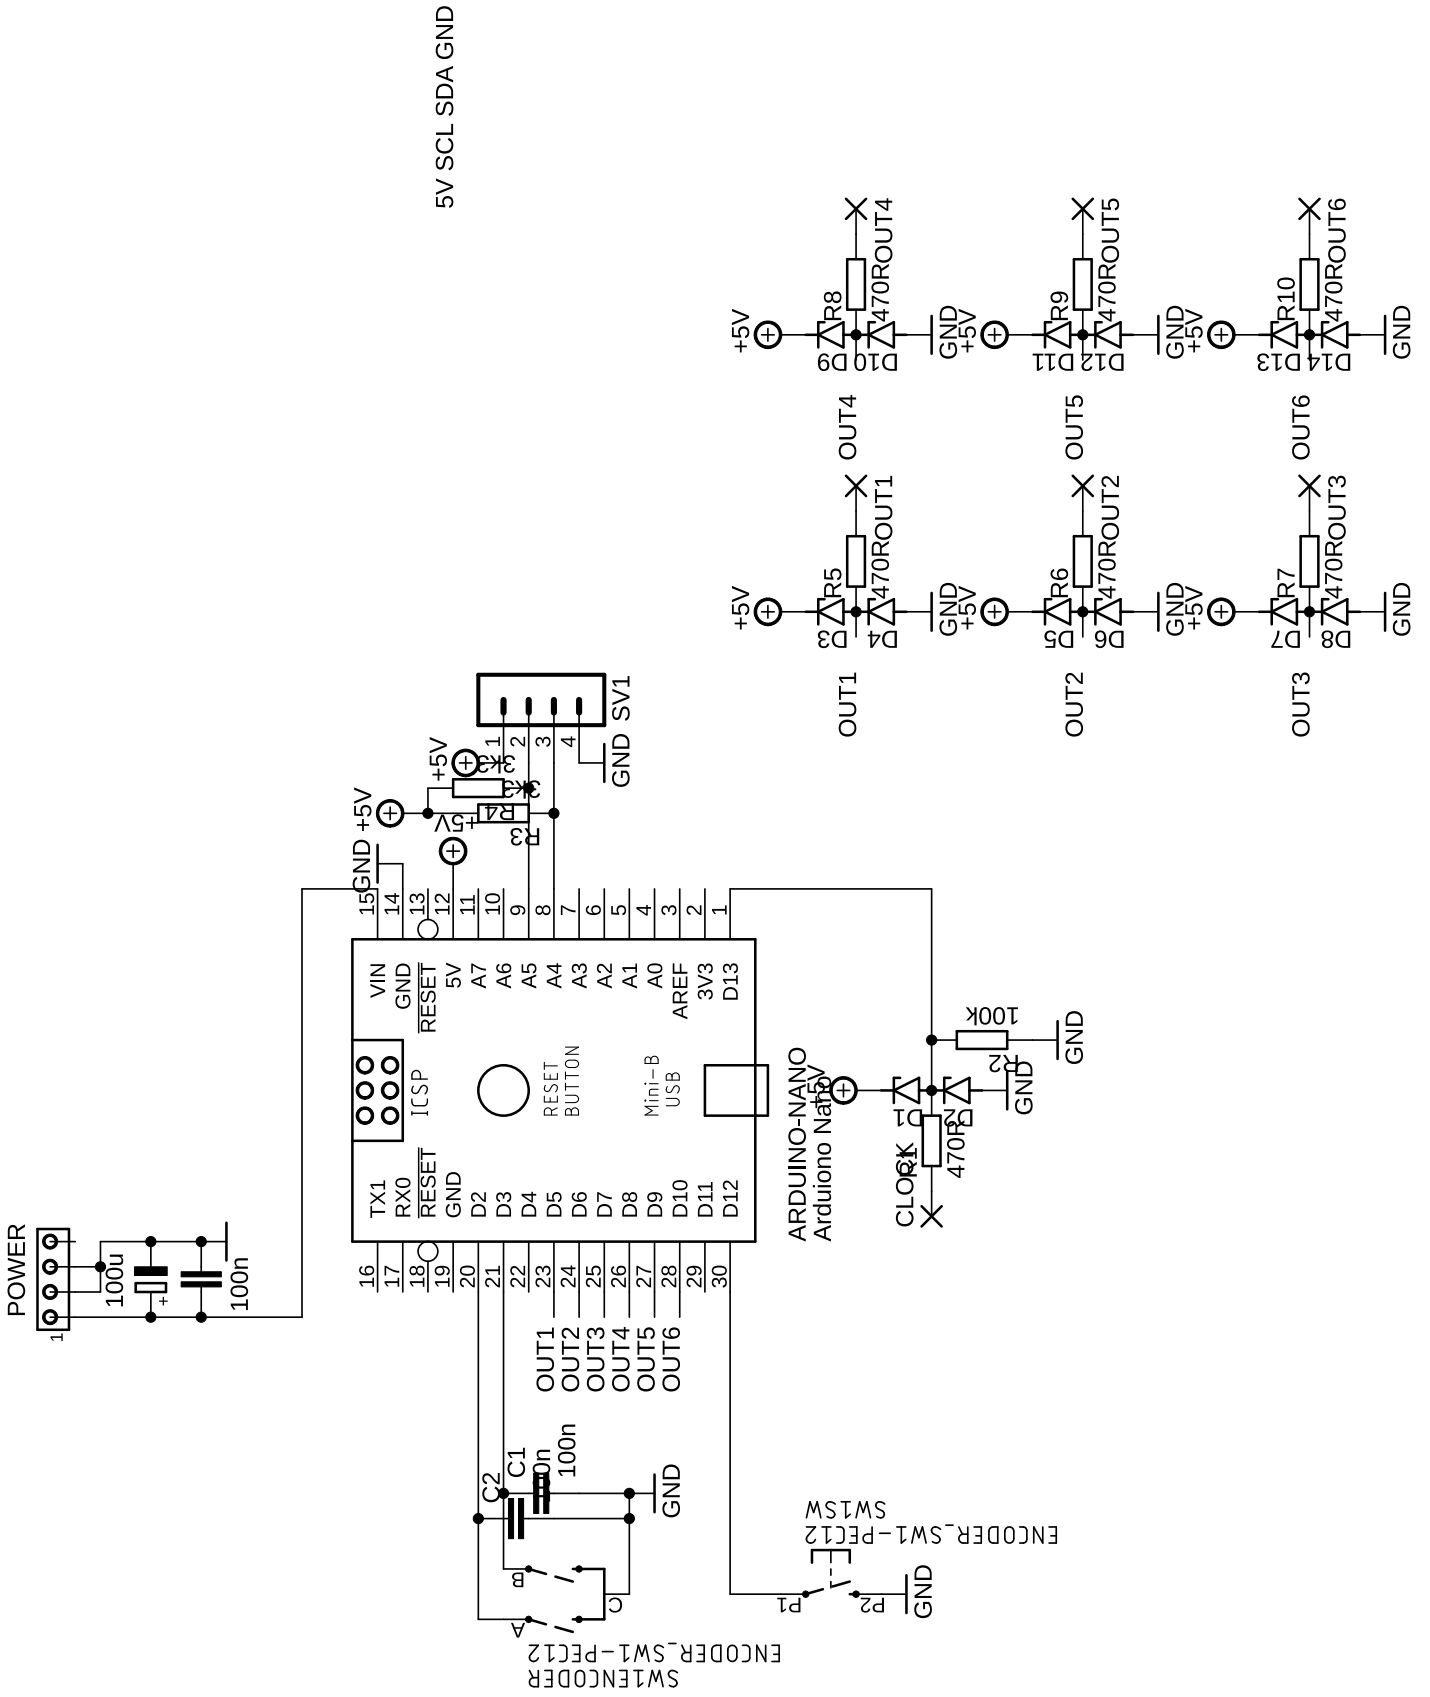 5V SCL SDA GND
+5V
R8
470R
OUT4
D9
D10
GND
OUT4
+5V
R9
470R
OUT5
D11
D12
GND
OUT5
+5V
R10
470R
OUT6
D13
D14
GND
OUT6
+5V
R5
470R
OUT1
D3
D4
GND
OUT1
+5V
R6
470R
OUT2
D5
D6
GND
OUT2
+5V
R7
470R
OUT3
D7
D8
GND
OUT3
SV1
1
2
3
4
GND
+5V
3k3
3k3
R4
R3
+5V
+5V
GND
15
14
13
12
11
10
9
8
7
6
5
4
3
2
1
VIN
GND
RESET
5V
A7
A6
A5
A4
A3
A2
A1
A0
AREF
3V3
D13
ICSP
RESET
BUTTON
Mini-B
USB
TX1
RX0
RESET
GND
D2
D3
D4
D5
D6
D7
D8
D9
D10
D11
D12
16
17
18
19
20
21
22
23
24
25
26
27
28
29
30
ARDUINO-NANO
Arduiono Nano
+5V
100k
R2
GND
D1
D2
GND
R1
470R
CLOCK
POWER
1
100u
+
100n
OUT1
OUT2
OUT3
OUT4
OUT5
OUT6
C2
C1
100n
GND
A
B
C
ENCODER_SW1-PEC12
SW1ENCODER
SW1SW
ENCODER_SW1-PEC12
P1
P2
GND